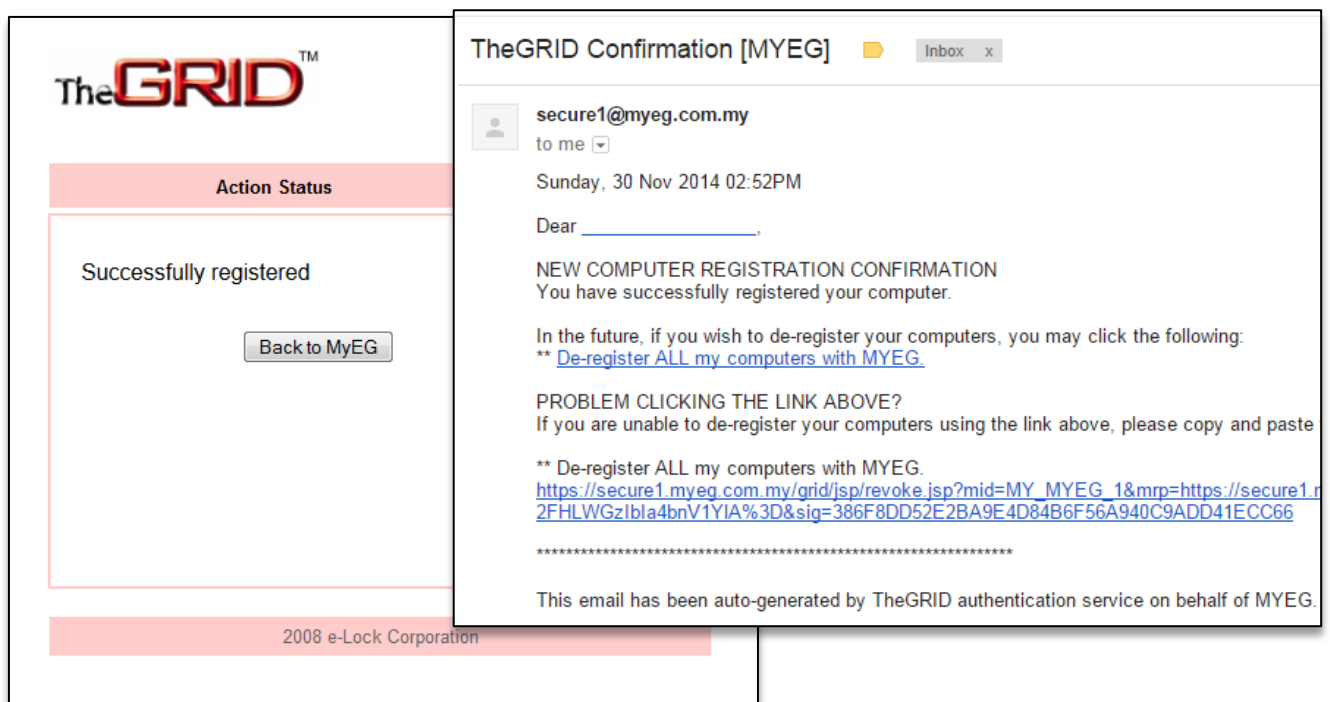 TheGRID™
Action Status
Successfully registered
Back to MyEG
2008 e-Lock Corporation
TheGRID Confirmation [MYEG]
Inbox x
secure1@myeg.com.my
to me
Sunday, 30 Nov 2014 02:52PM
Dear ____________________,
NEW COMPUTER REGISTRATION CONFIRMATION
You have successfully registered your computer.
In the future, if you wish to de-register your computers, you may click the following:
** De-register ALL my computers with MYEG.
PROBLEM CLICKING THE LINK ABOVE?
If you are unable to de-register your computers using the link above, please copy and paste
** De-register ALL my computers with MYEG.
https://secure1.myeg.com.my/grid/jsp/revoke.jsp?mid=MY_MYEG_1&mrp=https://secure1.
2FHLWGzIbIa4bnV1YIA%3D&sig=386F8DD52E2BA9E4D84B6F56A940C9ADD41ECC66
******************************************************************
This email has been auto-generated by TheGRID authentication service on behalf of MYEG.